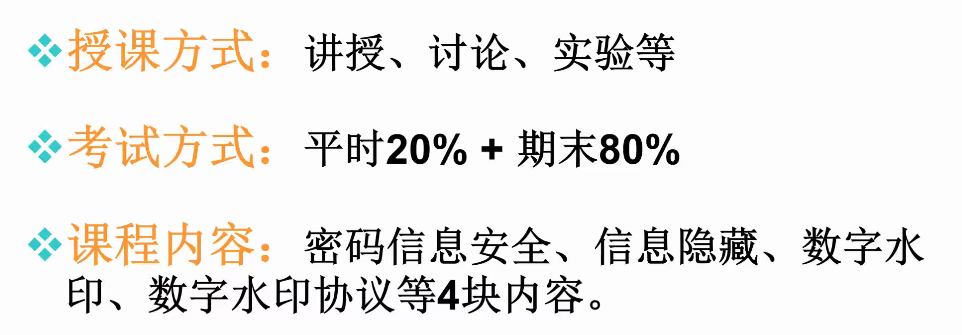 ❖授课方式：讲授、讨论、实验等
❖考试方式：平时20% + 期末80%
❖课程内容：密码信息安全、信息隐藏、数字水
印、数字水印协议等4块内容。